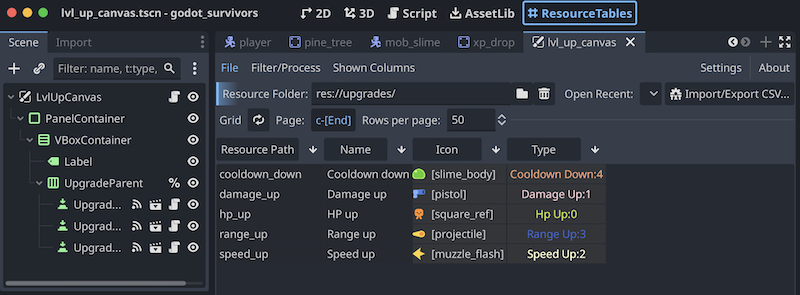 lvl_up_canvas.tscn - godot_survivors 2D 3D Script AssetLib ResourceTables
Scene Import
Filter: name, t:type,
LvlUpCanvas
PanelContainer
VBoxContainer
Label
UpgradeParent %
Upgrad...
Upgrad...
Upgrad...
player pine_tree mob_slime xp_drop lvl_up_canvas
File Filter/Process Shown Columns Settings About
Resource Folder: res://upgrades/ Open Recent: Import/Export CSV...
Grid Page: c-[End] Rows per page: 50
Resource Path Name Icon Type
cooldown_down Cooldown down [slime_body] Cooldown Down:4
damage_up Damage up [pistol] Damage Up:1
hp_up HP up [square_ref] Hp Up:0
range_up Range up [projectile] Range Up:3
speed_up Speed up [muzzle_flash] Speed Up:2